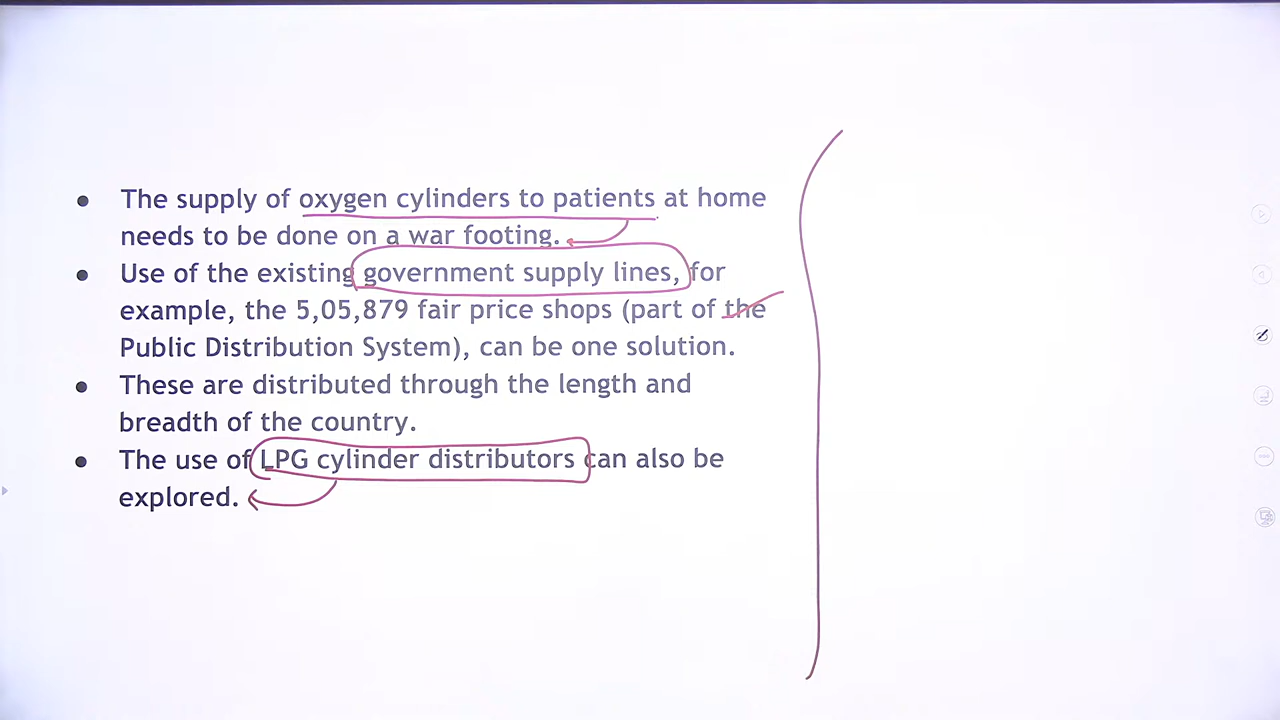 • The supply of oxygen cylinders to patients at home
needs to be done on a war footing.
• Use of the existing government supply lines, for
example, the 5,05,879 fair price shops (part of the
Public Distribution System), can be one solution.
• These are distributed through the length and
breadth of the country.
• The use of LPG cylinder distributors can also be
explored.